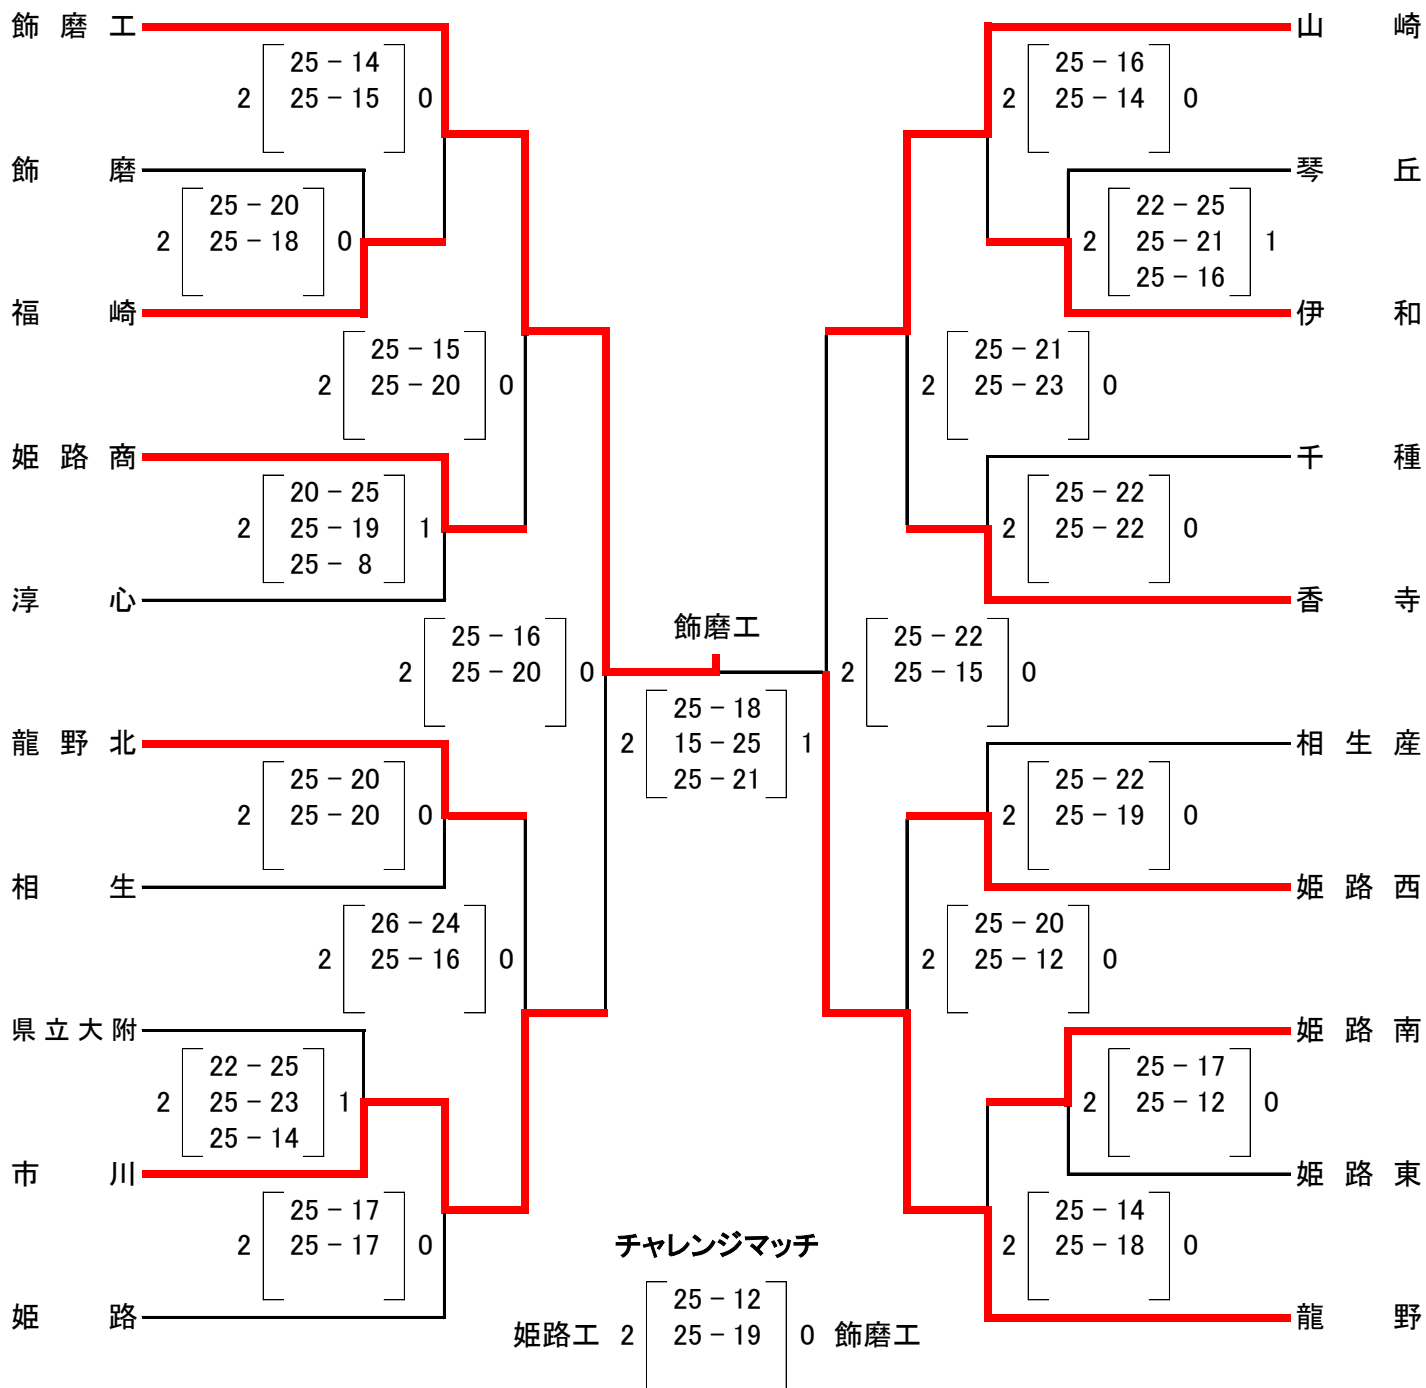 飾磨工
2 25－14 0
25－15
飾磨
2 25－20 0
25－18
福崎
2 25－15 0
25－20
姫路商
2 20－25 1
25－19
25－8
淳心
2 25－16 0
25－20
龍野北
2 25－20 0
25－20
相生
2 26－24 0
25－16
県立大附
2 22－25 1
25－23
25－14
市川
2 25－17 0
25－17
姫路
飾磨工
2 25－18 1
15－25
25－21
山崎
2 25－16 0
25－14
琴丘
2 22－25 1
25－21
25－16
伊和
2 25－21 0
25－23
千種
2 25－22 0
25－22
香寺
2 25－22 0
25－15
相生産
2 25－22 0
25－19
姫路西
2 25－20 0
25－12
姫路南
2 25－17 0
25－12
姫路東
2 25－14 0
25－18
龍野
チャレンジマッチ
25－12
姫路工 2 25－19 0 飾磨工